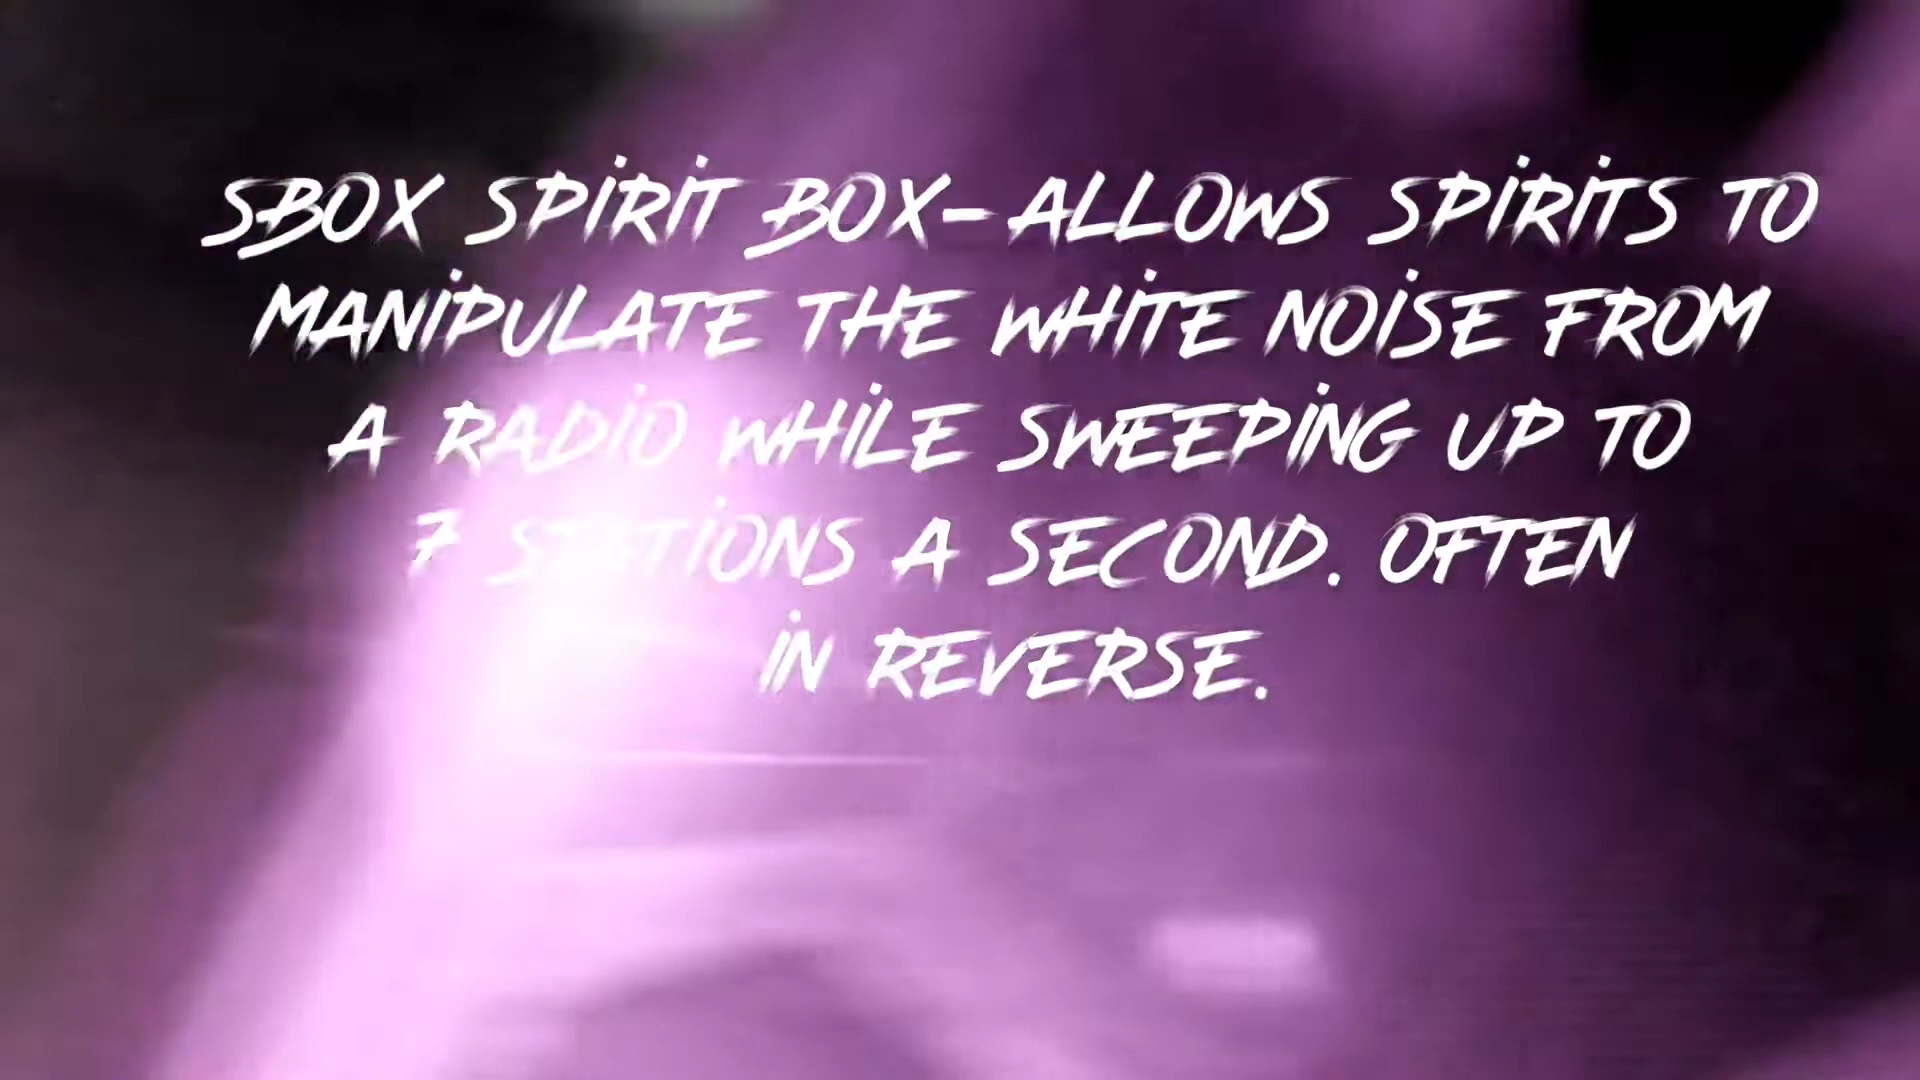 SBOX SPIRIT BOX-ALLOWS SPIRITS TO
MANIPULATE THE WHITE NOISE FROM
A RADIO WHILE SWEEPING UP TO
7 STATIONS A SECOND. OFTEN
IN REVERSE.